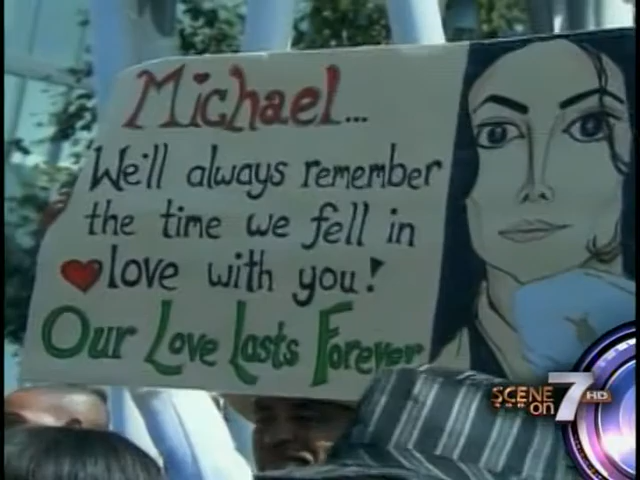 Michael...
We'll always remember
the time we fell in
love with you!
Our Love Lasts Forever
SCENE
on 7 HD